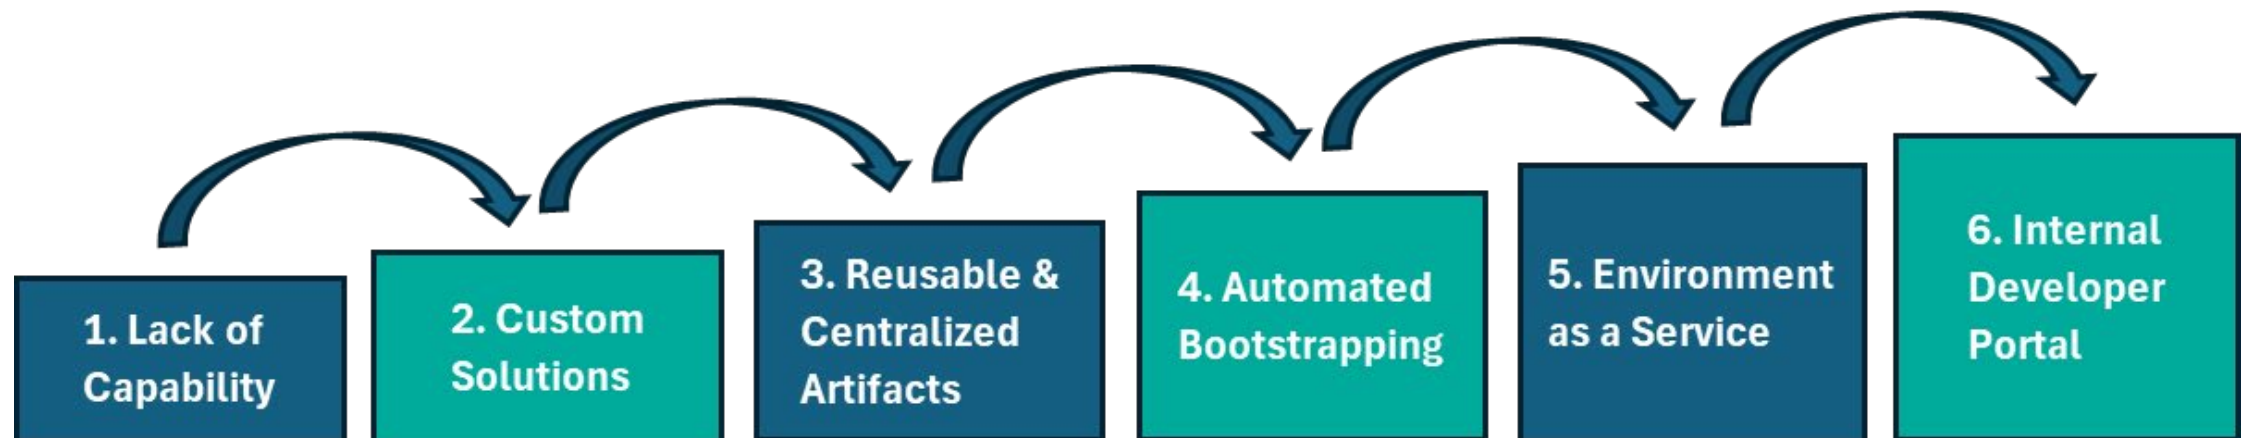 1. Lack of
Capability
2. Custom
Solutions
3. Reusable &
Centralized
Artifacts
4. Automated
Bootstrapping
5. Environment
as a Service
6. Internal
Developer
Portal